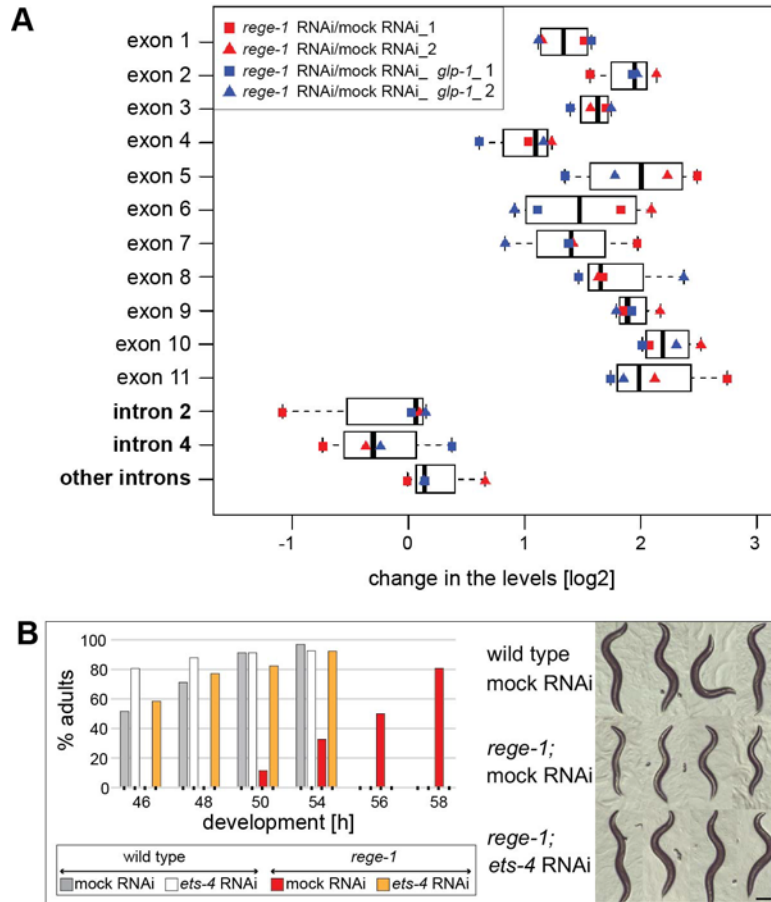 A
rege-1 RNAi/mock RNAi_1
rege-1 RNAi/mock RNAi_2
rege-1 RNAi/mock RNAi_ glp-1_1
rege-1 RNAi/mock RNAi_ glp-1_2
exon 1
exon 2
exon 3
exon 4
exon 5
exon 6
exon 7
exon 8
exon 9
exon 10
exon 11
intron 2
intron 4
other introns
-1 0 1 2 3
change in the levels [log2]
B
% adults
100
80
60
40
20
0
46 48 50 54 56 58
development [h]
wild type rege-1
mock RNAi ets-4 RNAi mock RNAi ets-4 RNAi
wild type
mock RNAi
rege-1;
mock RNAi
rege-1;
ets-4 RNAi